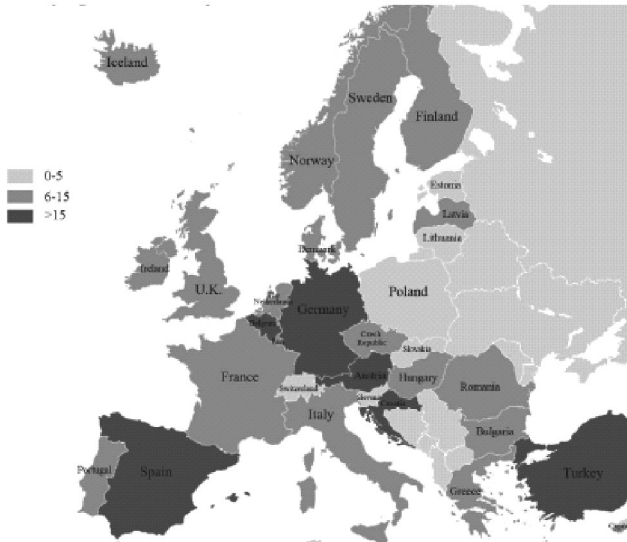 Iceland
Sweden
Finland
Norway
0-5
6-15
>15
Estonia
Latvia
Lithuania
Denmark
Ireland
U.K.
Nederland
Germany
Poland
Belgium
Czech
Republic
Slovakia
France
Austria
Hungary
Switzerland
Romania
Slovenia
Croatia
Italy
Bulgaria
Portugal
Spain
Turkey
Greece